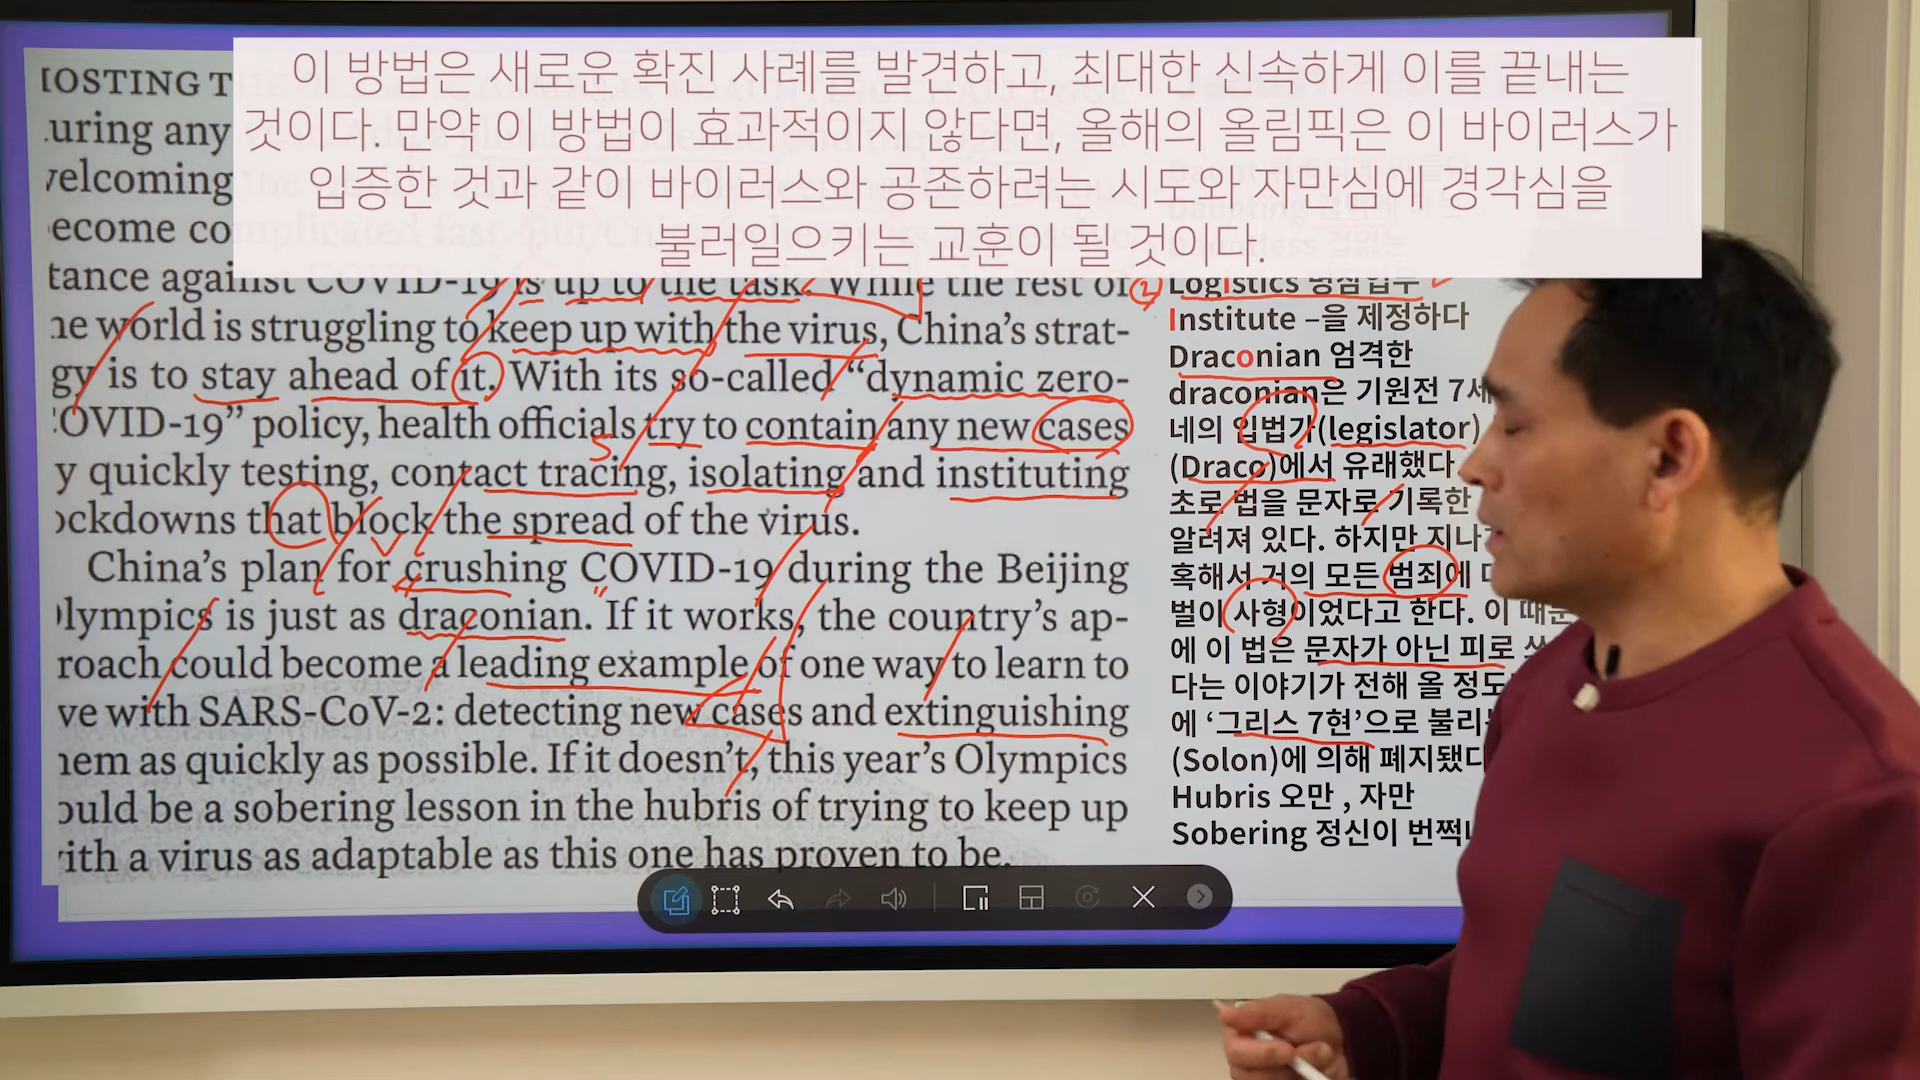 이 방법은 새로운 확진 사례를 발견하고, 최대한 신속하게 이를 끝내는
것이다. 만약 이 방법이 효과적이지 않다면, 올해의 올림픽은 이 바이러스가
입증한 것과 같이 바이러스와 공존하려는 시도와 자만심에 경각심을
불러일으키는 교훈이 될 것이다.
OSTING T
uring any
elcoming
ecome co
tance against COVID-19 is up to the task. While the rest of
he world is struggling to keep up with the virus, China's strat-
gy is to stay ahead of it. With its so-called "dynamic zero-
OVID-19" policy, health officials try to contain any new cases
y quickly testing, contact tracing, isolating and instituting
ockdowns that block the spread of the virus.
China's plan for crushing COVID-19 during the Beijing
lympics is just as draconian. If it works, the country's ap-
roach could become a leading example of one way to learn to
ve with SARS-CoV-2: detecting new cases and extinguishing
hem as quickly as possible. If it doesn't, this year's Olympics
ould be a sobering lesson in the hubris of trying to keep up
ith a virus as adaptable as this one has proven to be.
Logistics 병참업무
Institute –을 제정하다
Draconian 엄격한
draconian은 기원전 7세
네의 입법가(legislator)
(Draco)에서 유래했다.
초로 법을 문자로 기록한
알려져 있다. 하지만 지나
혹해서 거의 모든 범죄에
벌이 사형이었다고 한다. 이 때문
에 이 법은 문자가 아닌 피로 쓰
다는 이야기가 전해 올 정도
에 '그리스 7현'으로 불리
(Solon)에 의해 폐지됐다
Hubris 오만 , 자만
Sobering 정신이 번쩍